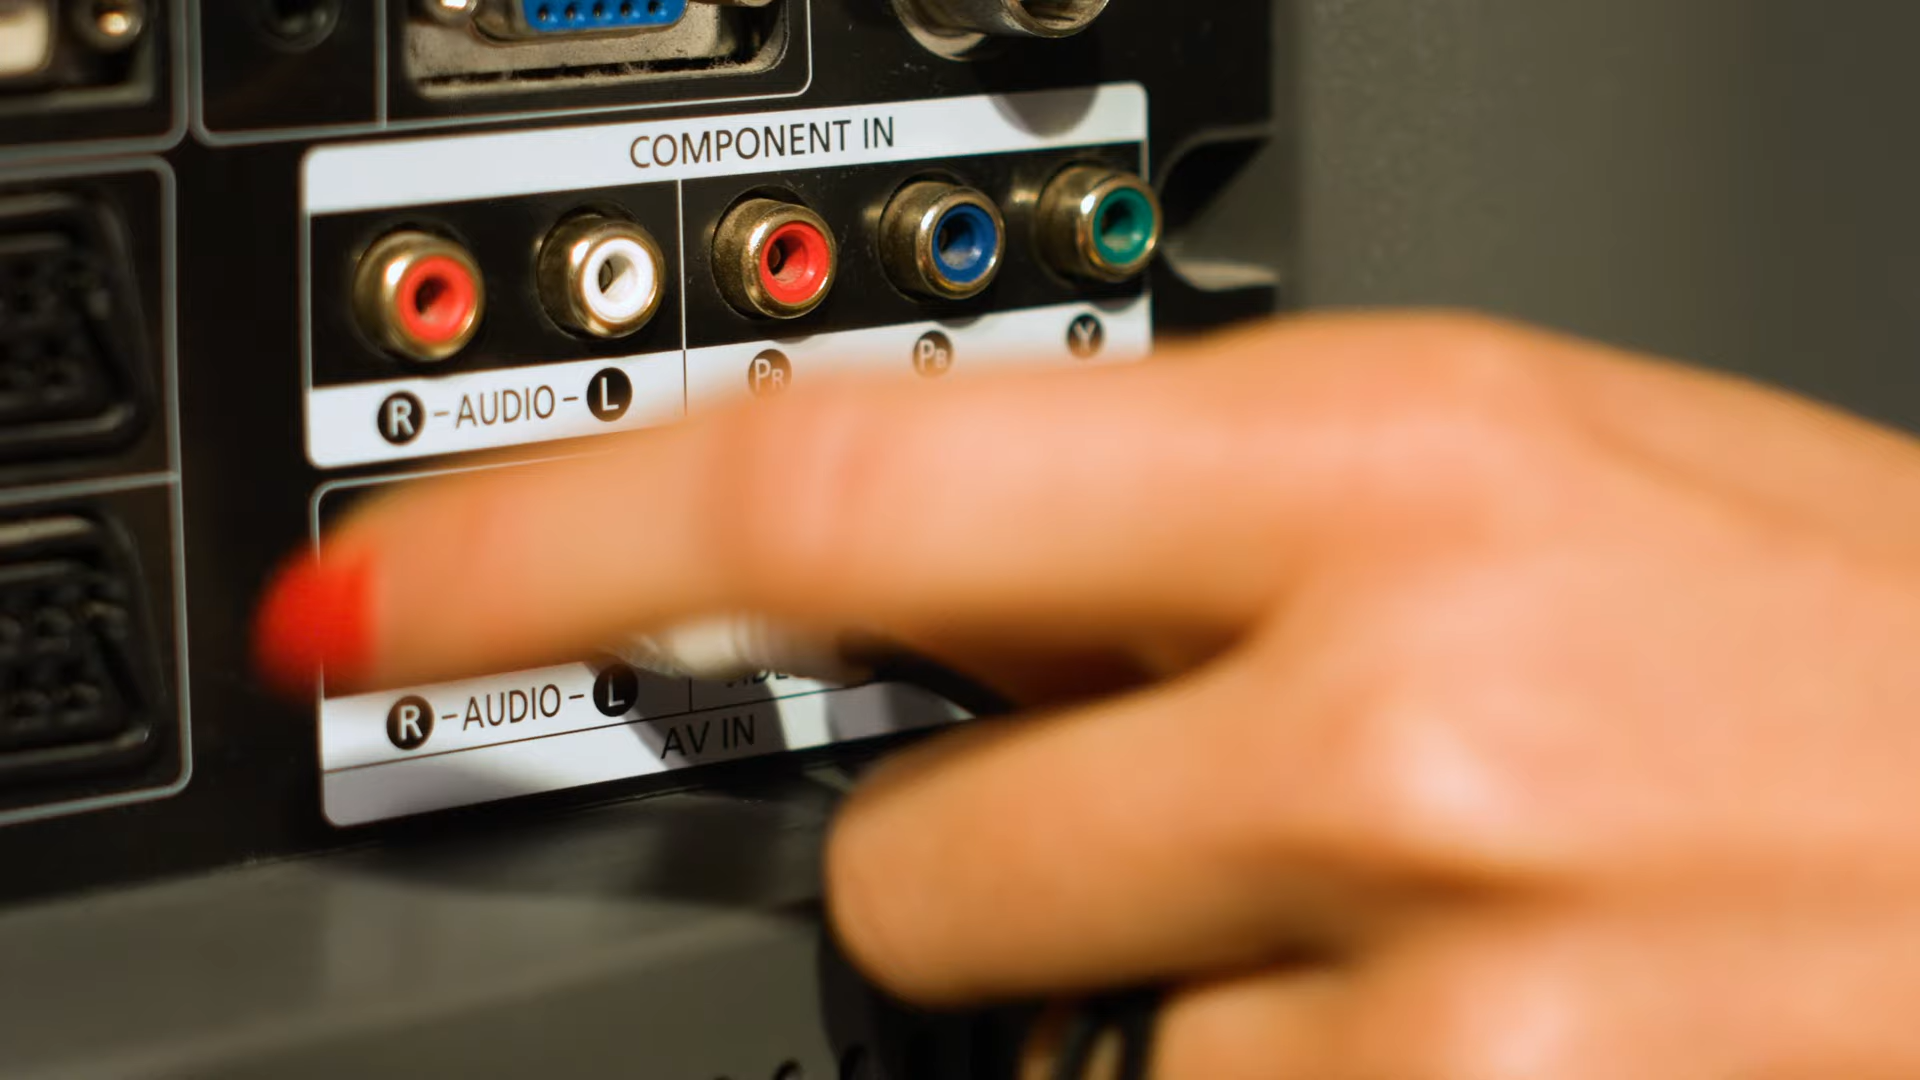 COMPONENT IN
R-AUDIO-L
PR PB Y
R-AUDIO-L
AV IN